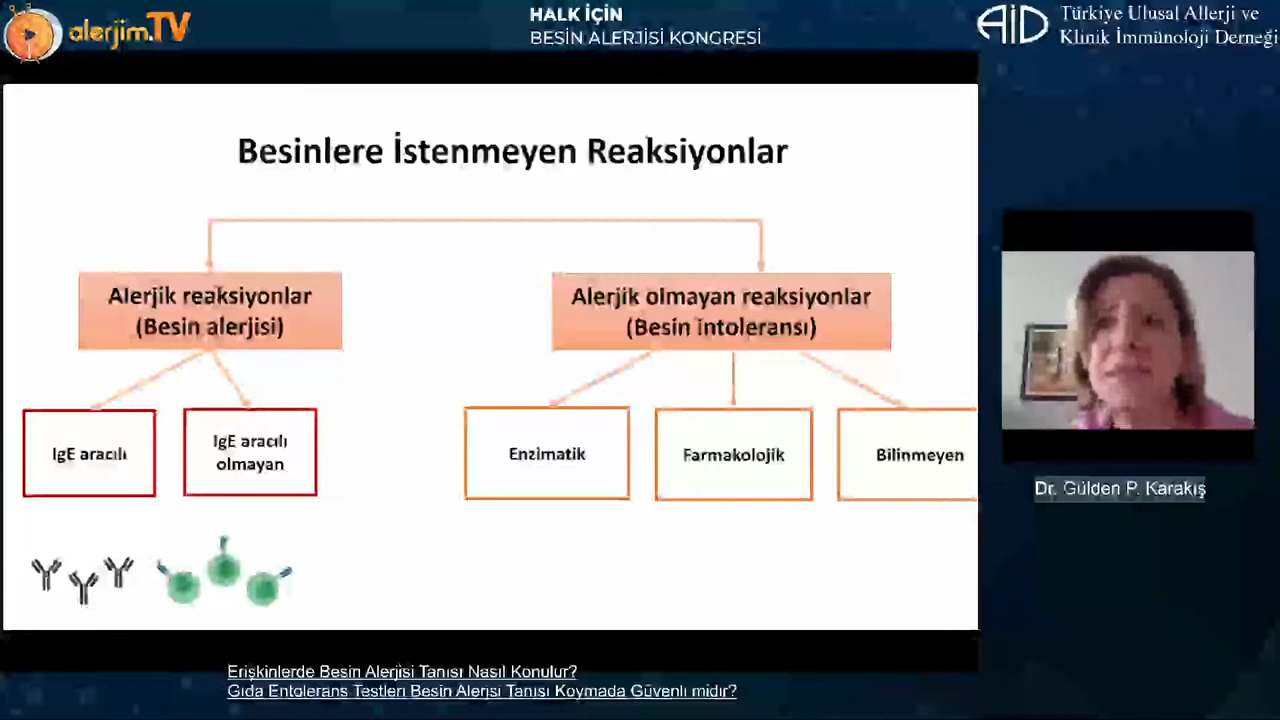 alerjim.TV
HALK İÇİN
BESİN ALERJİSİ KONGRESİ
AİD
Türkiye Ulusal Allerji ve
Klinik İmmünoloji Derneği
Besinlere İstenmeyen Reaksiyonlar
Alerjik reaksiyonlar
(Besin alerjisi)
Alerjik olmayan reaksiyonlar
(Besin intoleransı)
IgE aracılı
IgE aracılı
olmayan
Enzimatik
Farmakolojik
Bilinmeyen
Dr. Gülden P. Karakış
Erişkinlerde Besin Alerjisi Tanısı Nasıl Konulur?
Gıda Entolerans Testleri Besin Alerjsi Tanısı Koymada Güvenli midir?